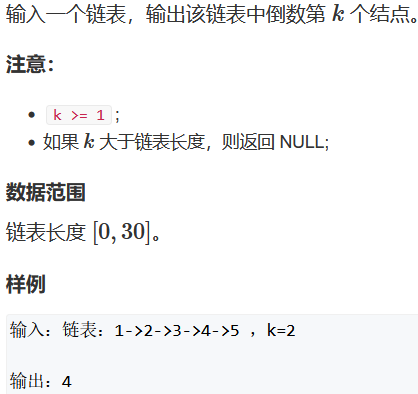 输入一个链表，输出该链表中倒数第 k 个结点。
注意：
k >= 1；
如果 k 大于链表长度，则返回 NULL;
数据范围
链表长度 [0, 30]。
样例
输入：链表：1->2->3->4->5 ，k=2
输出：4